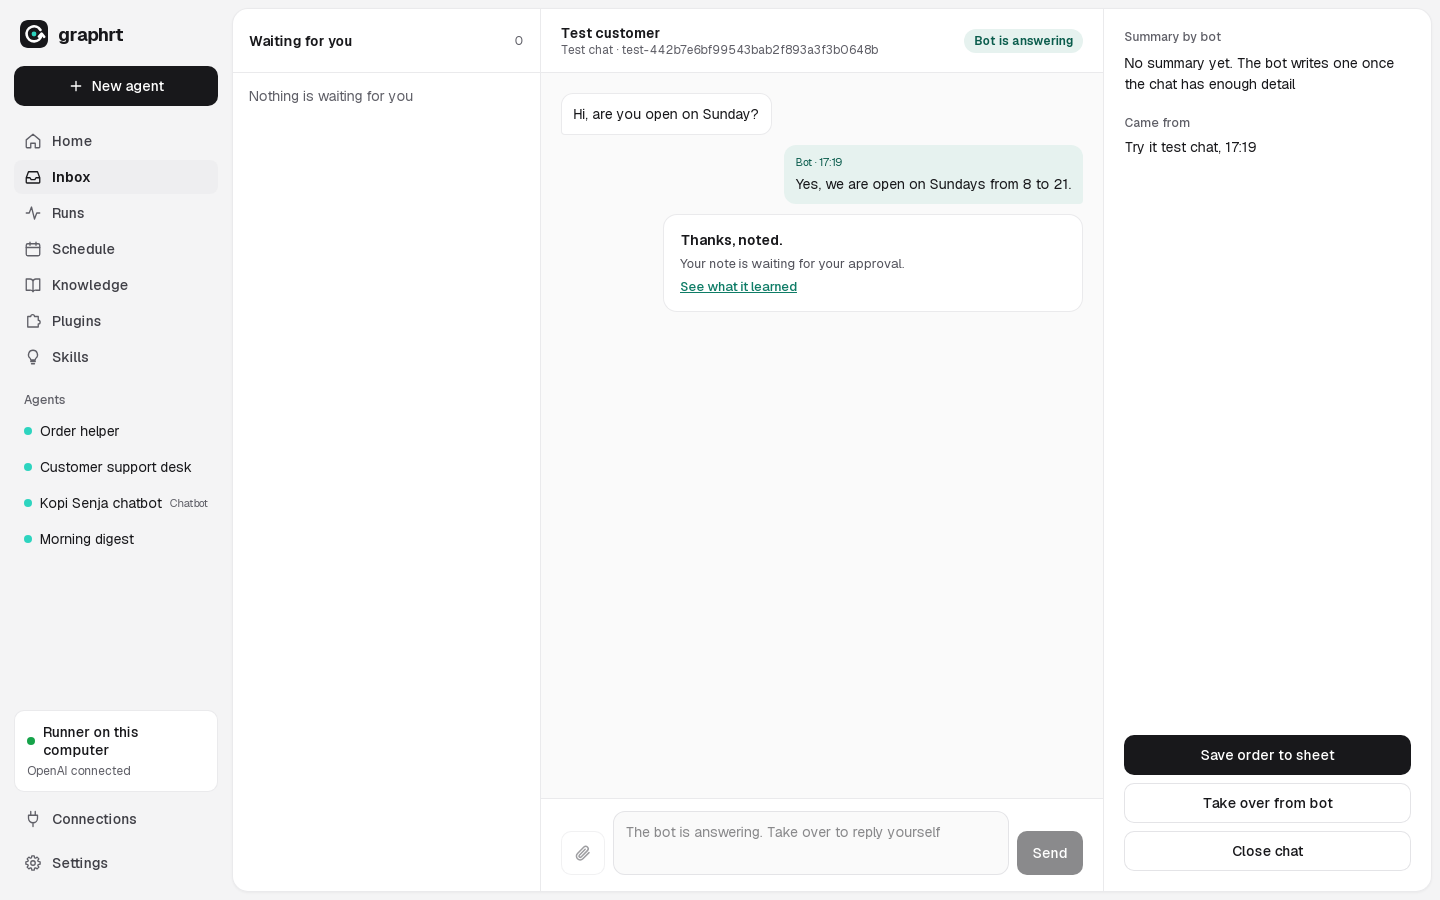 graphrt
New agent
Home
Inbox
Runs
Schedule
Knowledge
Plugins
Skills
Agents
Order helper
Customer support desk
Kopi Senja chatbot Chatbot
Morning digest
Runner on this
computer
OpenAI connected
Connections
Settings
Waiting for you 0
Nothing is waiting for you
Test customer
Test chat · test-442b7e6bf99543bab2f893a3f3b0648b
Bot is answering
Hi, are you open on Sunday?
Bot · 17:19
Yes, we are open on Sundays from 8 to 21.
Thanks, noted.
Your note is waiting for your approval.
See what it learned
The bot is answering. Take over to reply yourself
Send
Summary by bot
No summary yet. The bot writes one once
the chat has enough detail
Came from
Try it test chat, 17:19
Save order to sheet
Take over from bot
Close chat